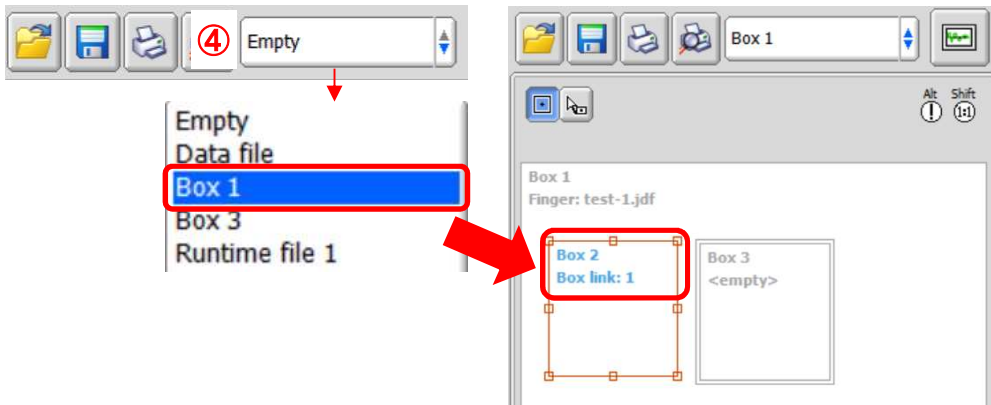 ④ Empty
Empty
Data file
Box 1
Box 3
Runtime file 1
Box 1
Alt Shift
1:1
Box 1
Finger: test-1.jdf
Box 2
Box link: 1
Box 3
<empty>